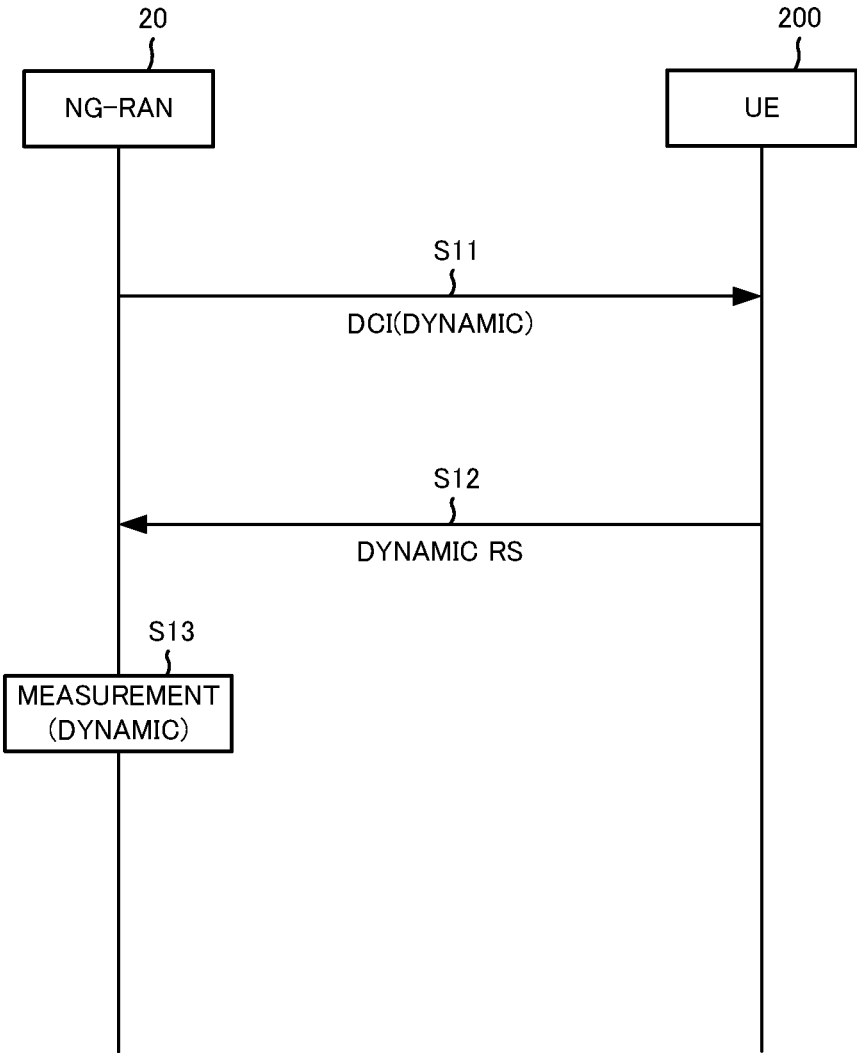 20
200
NG-RAN
UE
S11
DCI(DYNAMIC)
S12
DYNAMIC RS
S13
MEASUREMENT
(DYNAMIC)